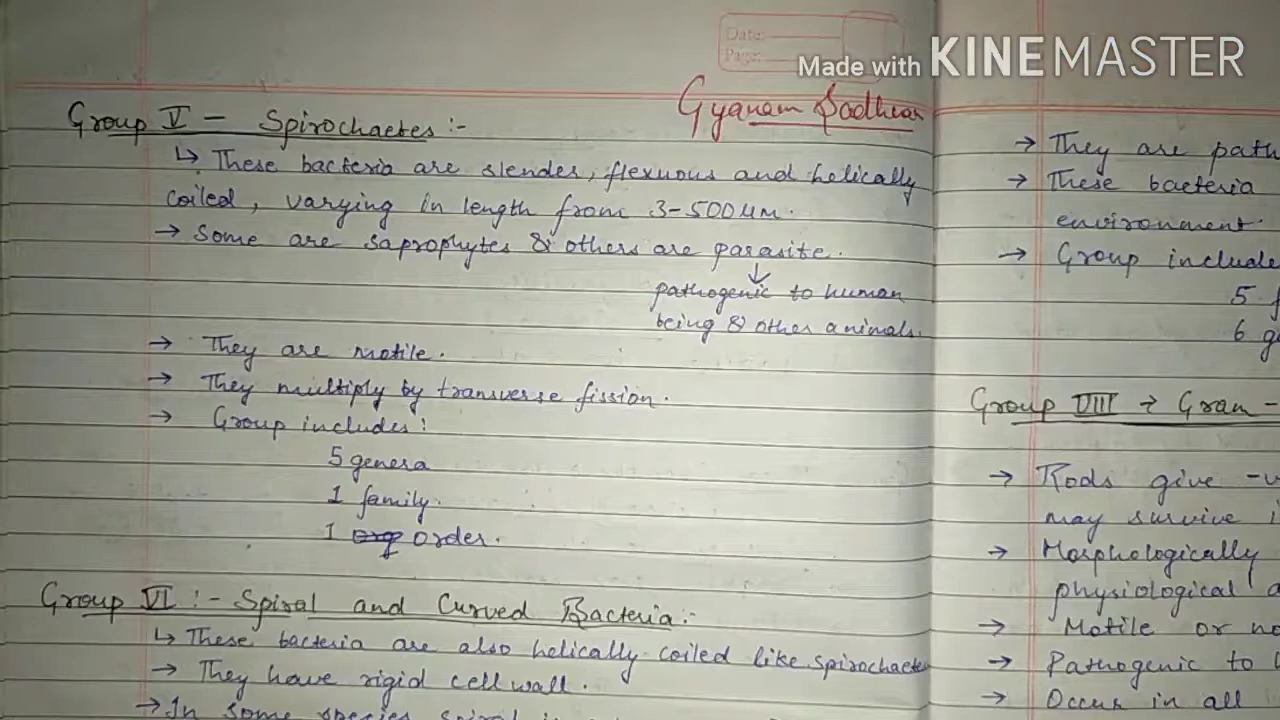 Date:
Page:
Made with KINEMASTER
Gyanam Sadhna
Group V - Spirochaetes :-
↳ These bacteria are slender, flexuous and helically
coiled, varying in length from 3-500 µm.
→ Some are saprophytes & others are parasite.
↓
pathogenic to human
being & other animals.
→ They are motile.
→ They multiply by transverse fission.
→ Group includes:
5 genera
1 family.
1 order.
Group VI :- Spiral and Curved Bacteria:-
↳ These bacteria are also helically coiled like spirochaetes
→ They have rigid cell wall.
→ In some species
→ They are path
→ These bacteria
environment.
→ Group include
5 f
6 g
Group VIII → Gram -
→ Rods give -v
may survive i
→ Morphologically
physiological a
→ Motile or no
→ Pathogenic to
→ Occurs in all